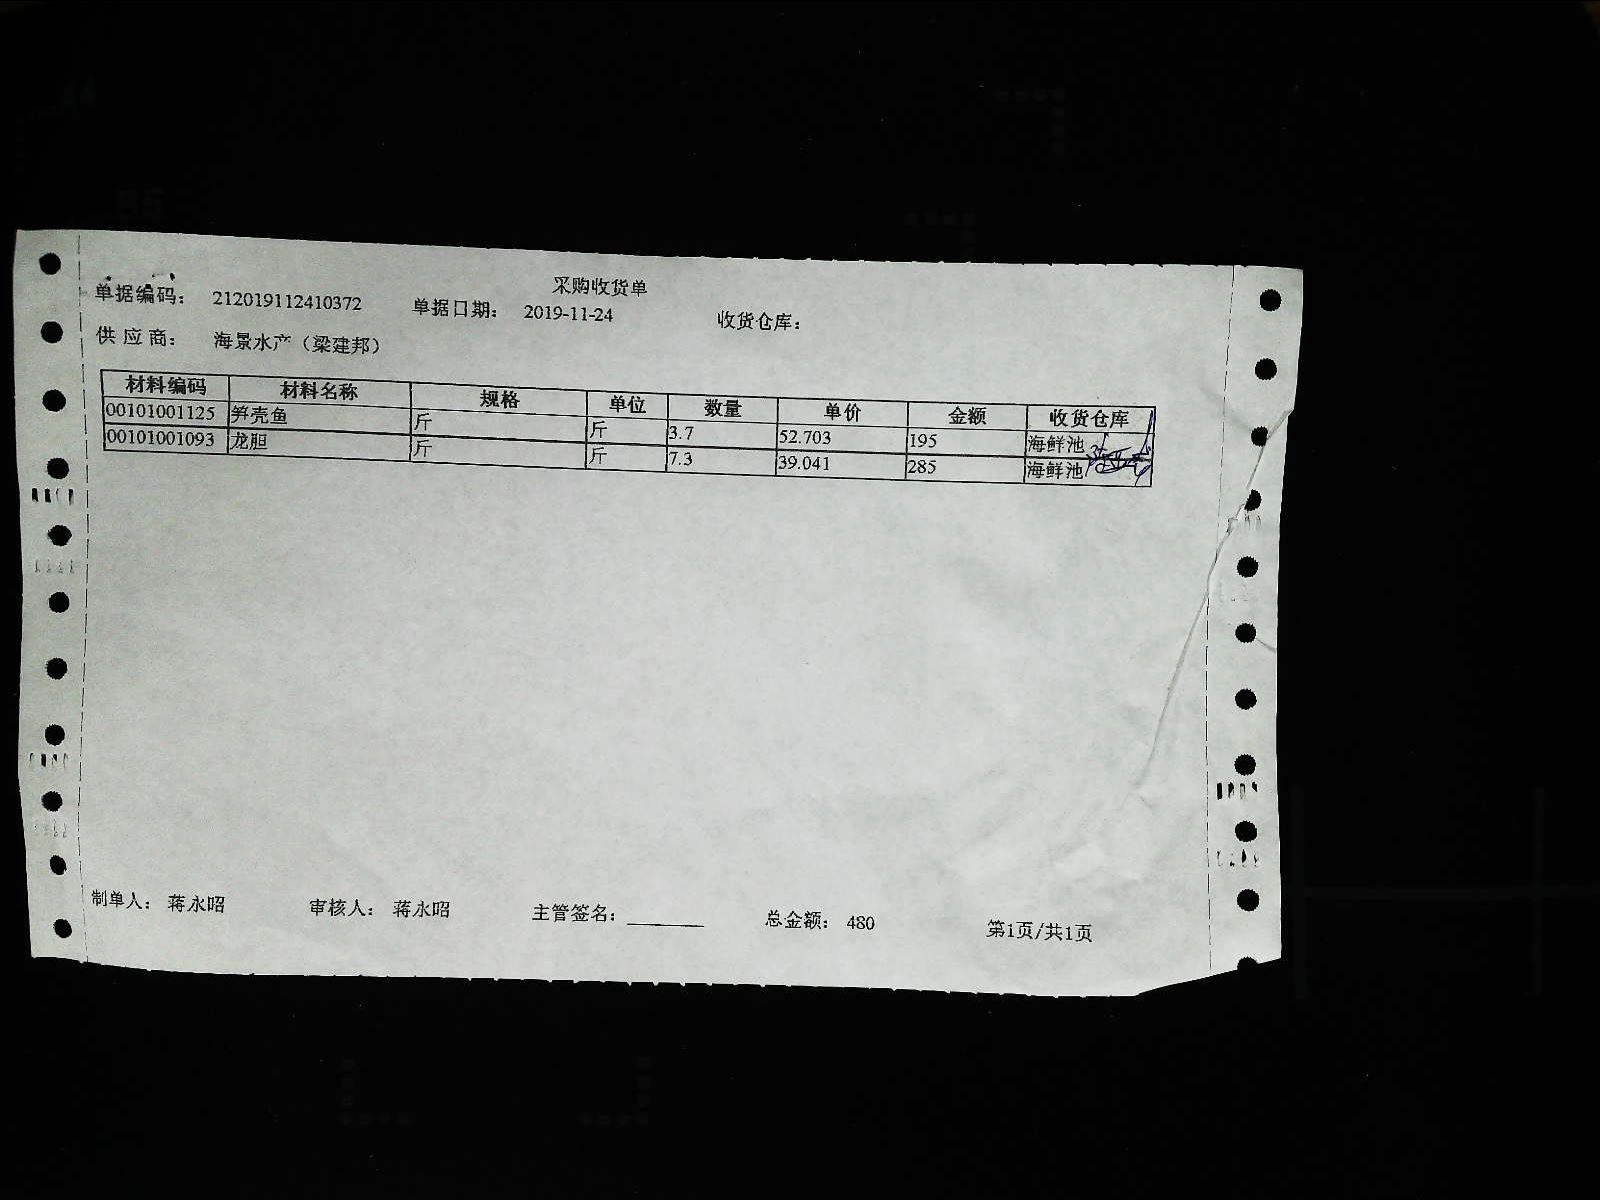 采购收货单
单据编码： 212019112410372 单据日期： 2019-11-24 收货仓库：
供 应 商： 海景水产（梁建邦）
材料编码 材料名称 规格 单位 数量 单价 金额 收货仓库
00101001125 笋壳鱼 斤 斤 3.7 52.703 195 海鲜池
00101001093 龙胆 斤 斤 7.3 39.041 285 海鲜池
制单人： 蒋永昭 审核人： 蒋永昭 主管签名： 总金额： 480 第1页/共1页